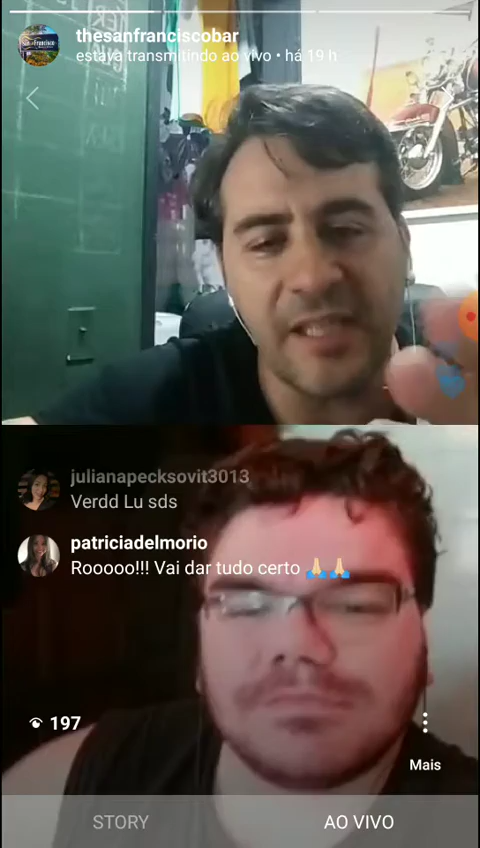 thesanfranciscobar
estava transmitindo ao vivo • há 19 h
julianapecksovit3013
Verdd Lu sds
patriciadelmorio
Rooooo!!! Vai dar tudo certo 🙏🙏
197
Mais
STORY
AO VIVO